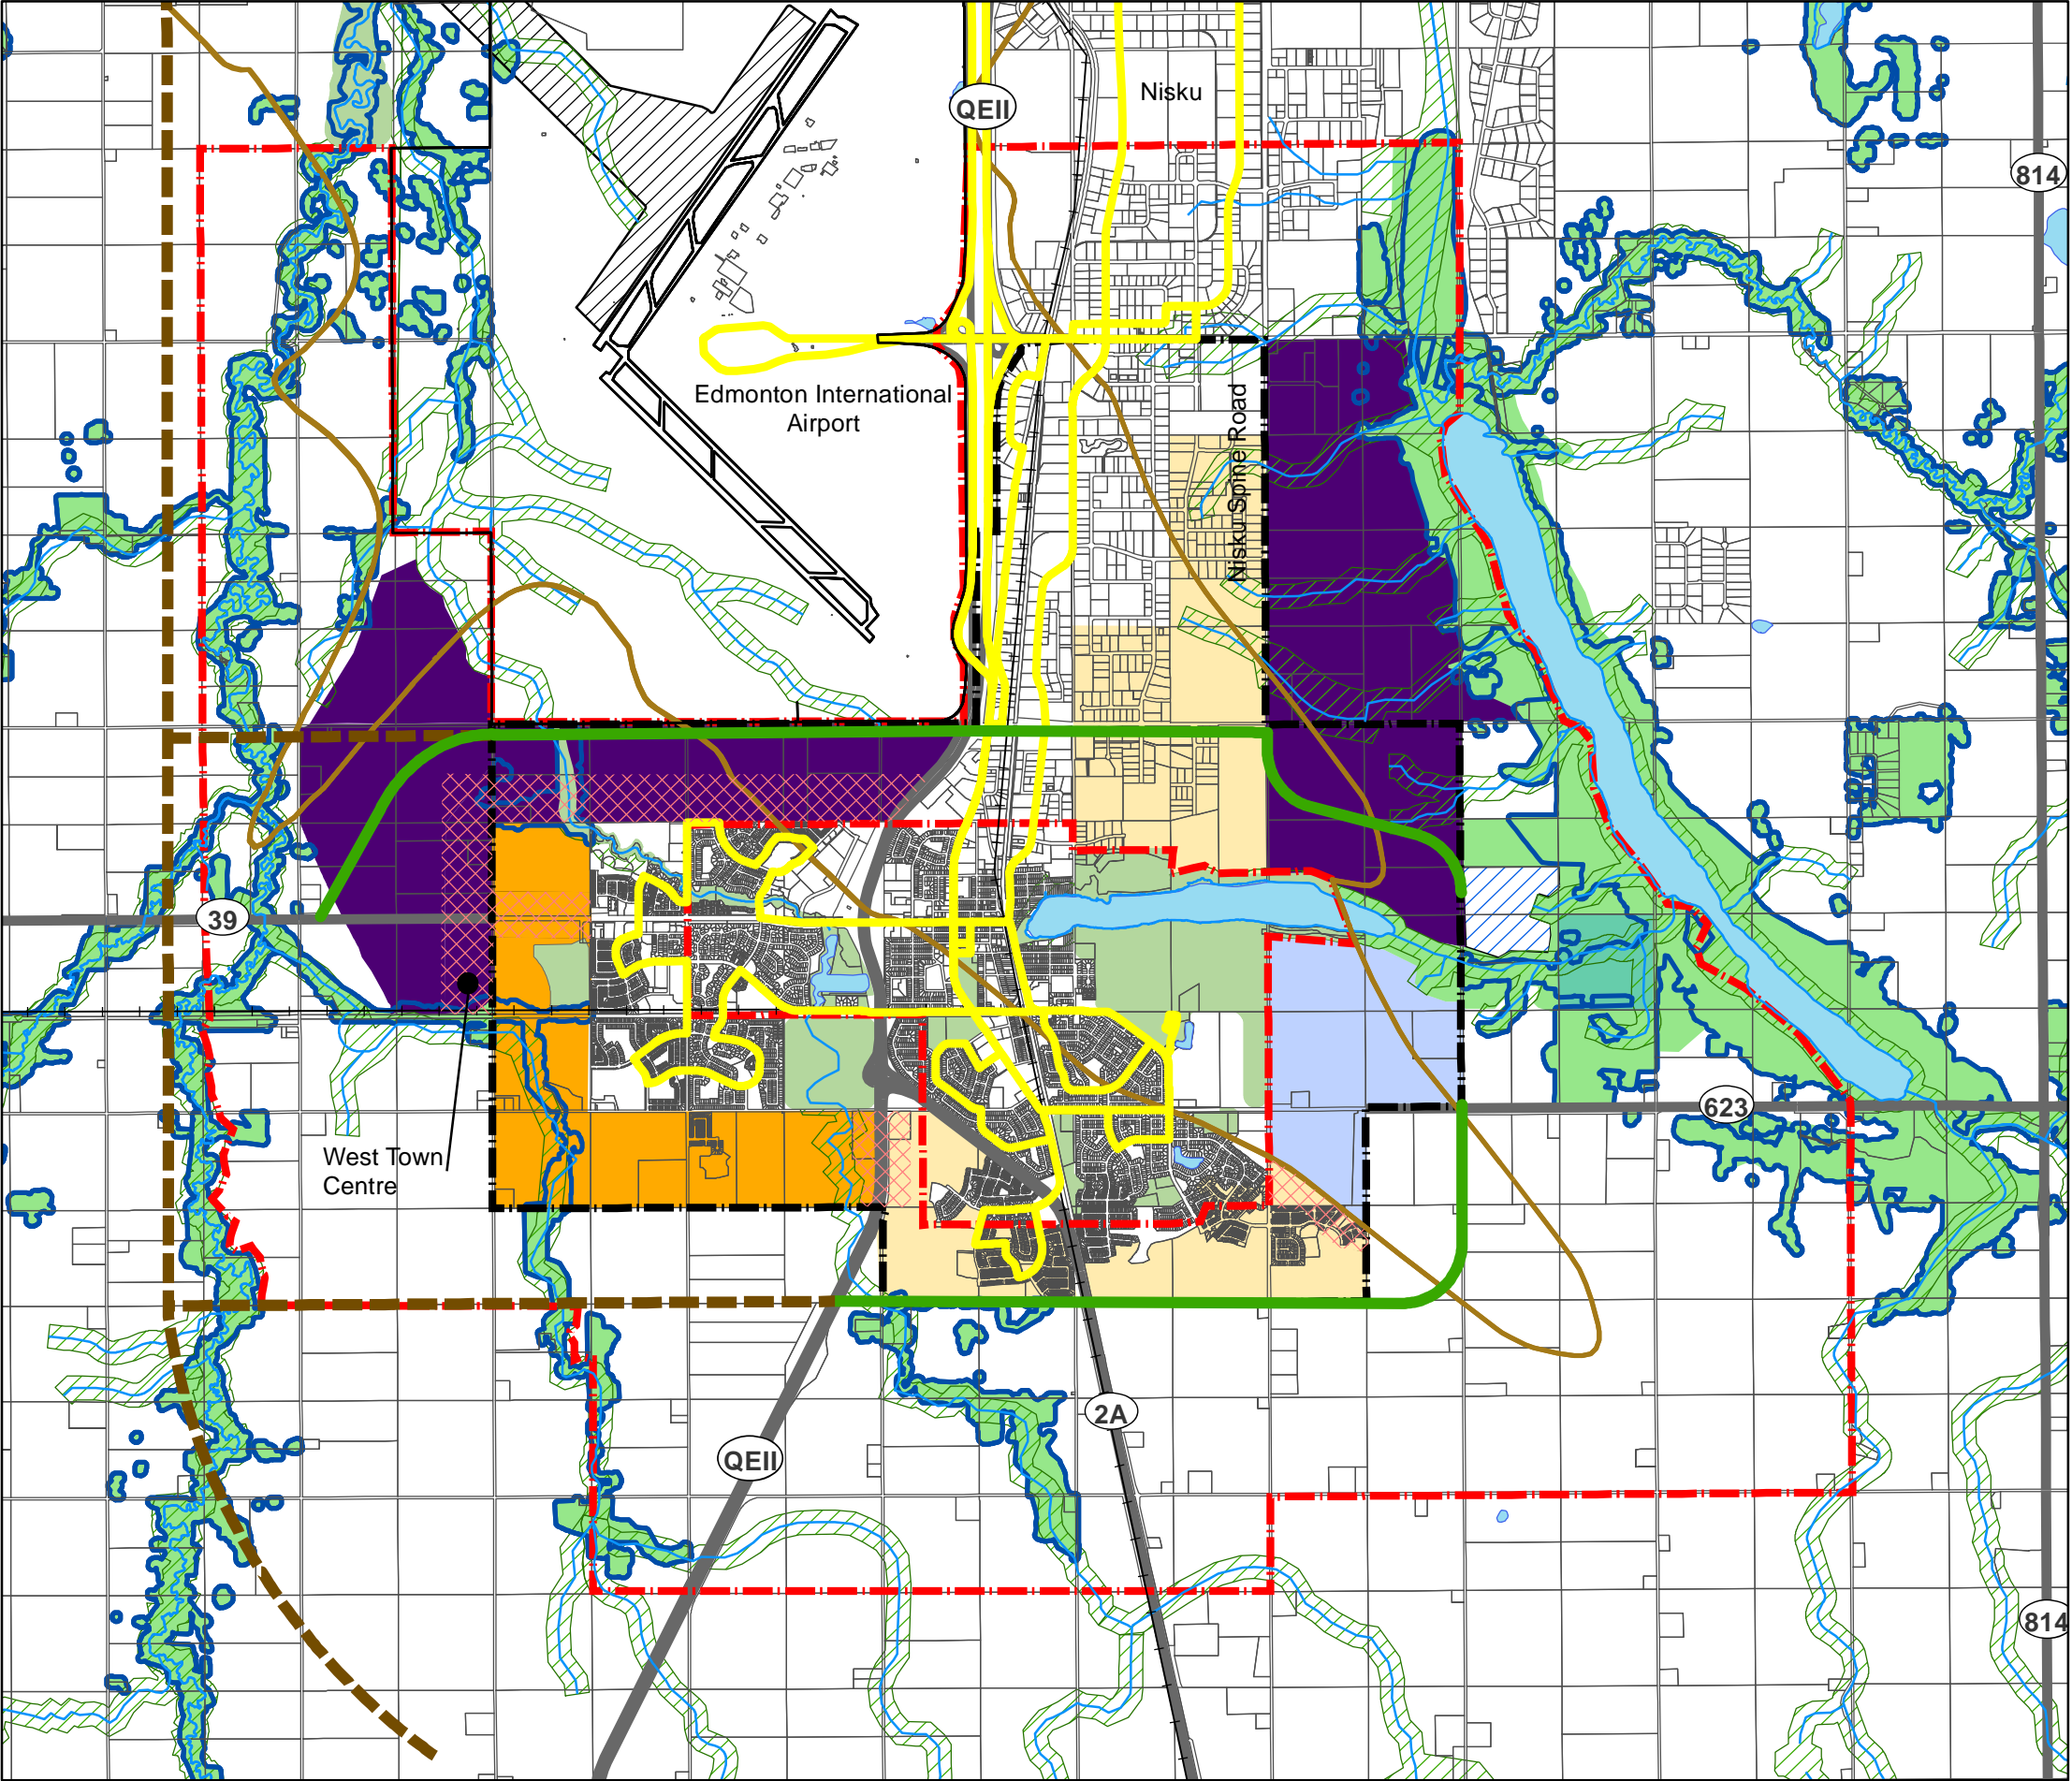 Nisku
QEII
814
Edmonton International
Airport
Nisku Spine Road
39
623
West Town
Centre
2A
QEII
814